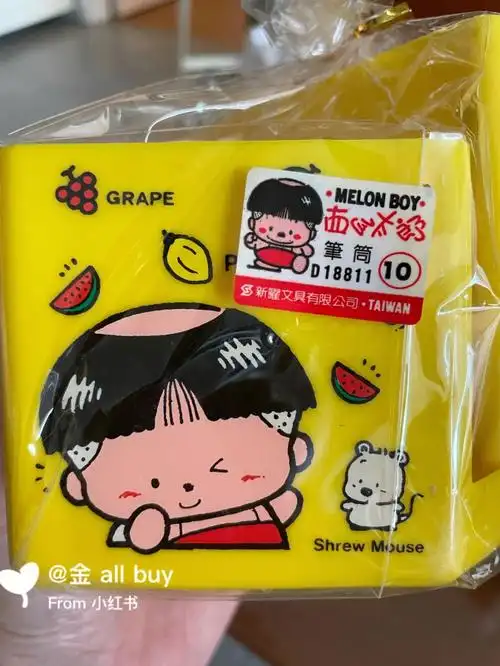 GRAPE
MELON BOY
西瓜太郎
筆筒
D18811 10
新耀文具有限公司・TAIWAN
P
Shrew Mouse
@金 all buy
From 小红书